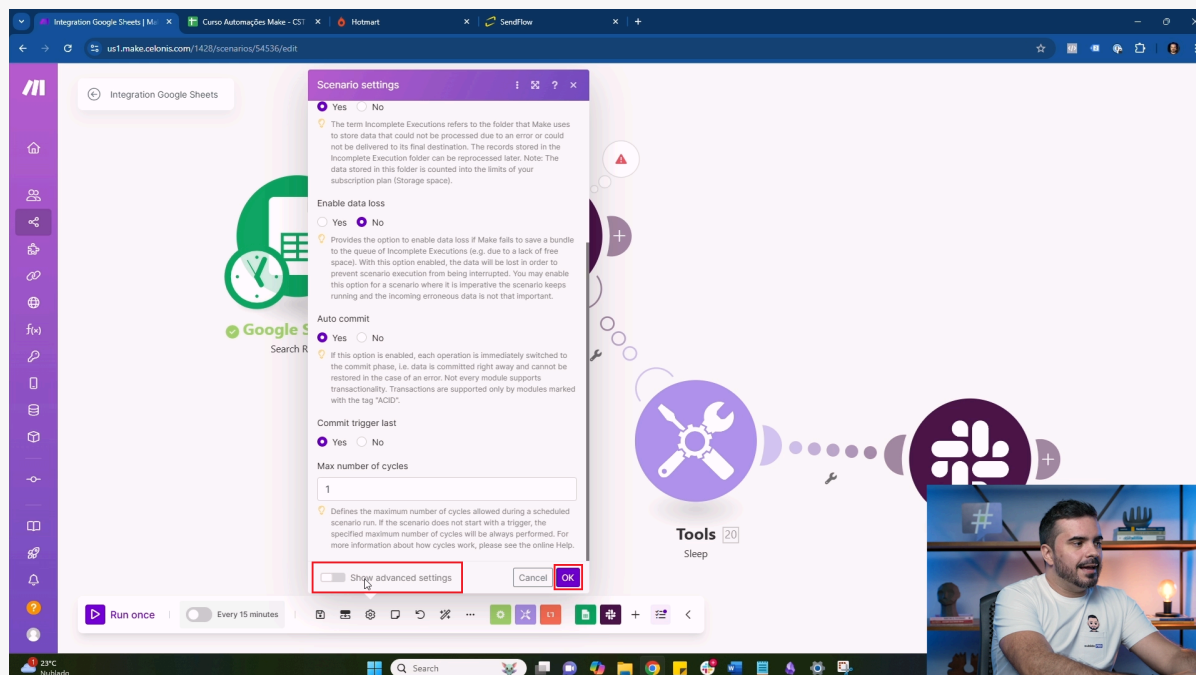 Integration Google Sheets | Ma
Curso Automações Make - CST
Hotmart
SendFlow
us1.make.celonis.com/1428/scenarios/54536/edit
Integration Google Sheets
Scenario settings
Yes No
The term Incomplete Executions refers to the folder that Make uses
to store data that could not be processed due to an error or could
not be delivered to its final destination. The records stored in the
Incomplete Execution folder can be reprocessed later. Note: The
data stored in this folder is counted into the limits of your
subscription plan (Storage space).
Enable data loss
Yes No
Provides the option to enable data loss if Make fails to save a bundle
to the queue of Incomplete Executions (e.g. due to a lack of free
space). With this option enabled, the data will be lost in order to
prevent scenario execution from being interrupted. You may enable
this option for a scenario where it is imperative the scenario keeps
running and the incoming erroneous data is not that important.
Auto commit
Yes No
If this option is enabled, each operation is immediately switched to
the commit phase, i.e. data is committed right away and cannot be
restored in the case of an error. Not every module supports
transactionality. Transactions are supported only by modules marked
with the tag "ACID".
Commit trigger last
Yes No
Max number of cycles
1
Defines the maximum number of cycles allowed during a scheduled
scenario run. If the scenario does not start with a trigger, the
specified maximum number of cycles will be always performed. For
more information about how cycles work, please see the online Help.
Show advanced settings
Cancel OK
Google S
Search R
Tools 20
Sleep
Run once
Every 15 minutes
23°C
Nublado
Search